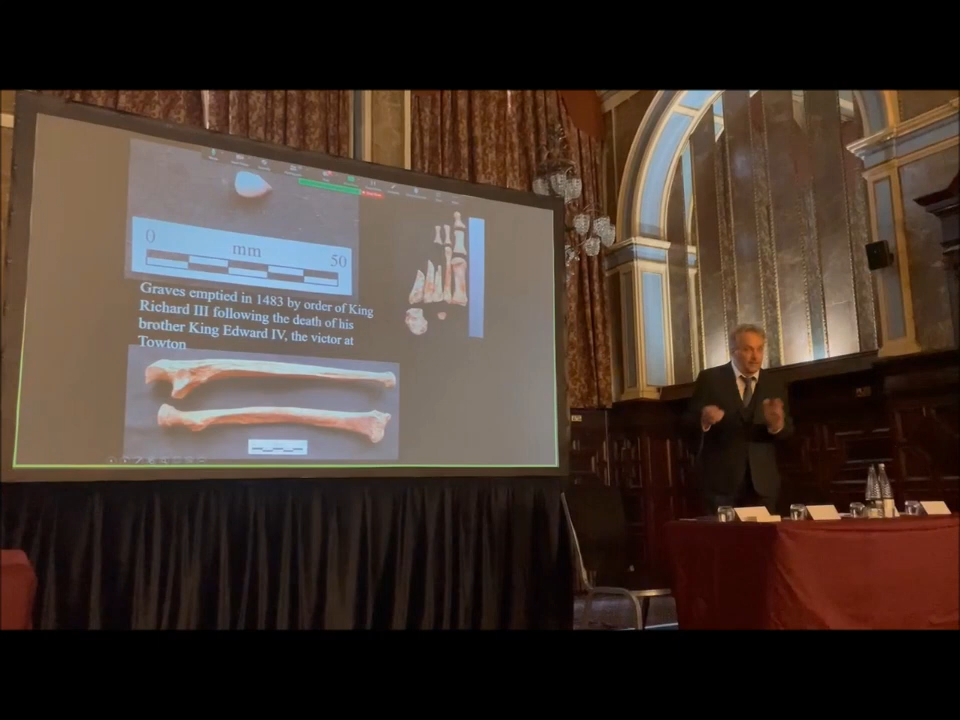 0
mm
50
Graves emptied in 1483 by order of King
Richard III following the death of his
brother King Edward IV, the victor at
Towton